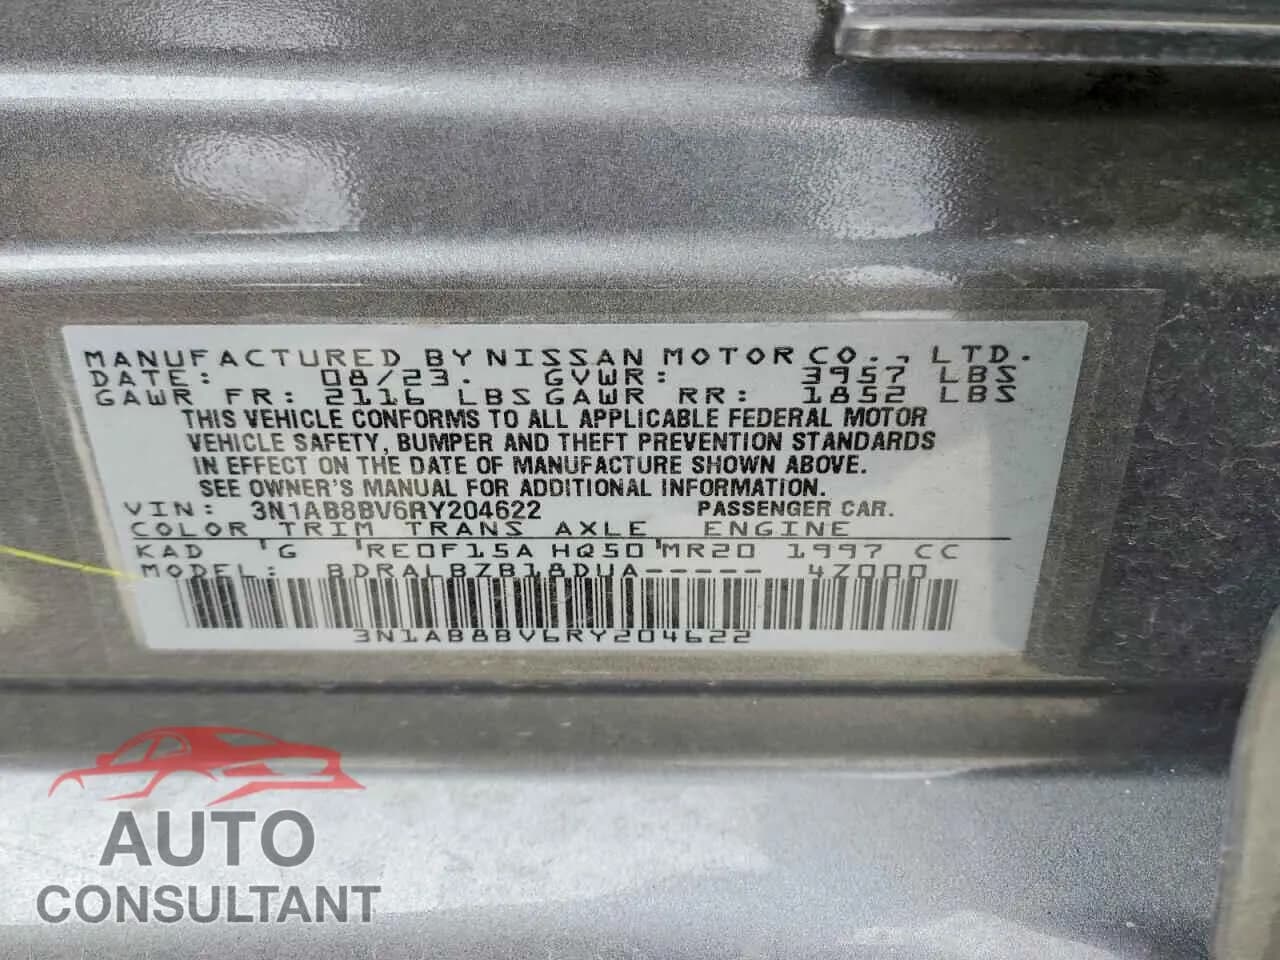 MANUFACTURED BY NISSAN MOTOR CO., LTD.
DATE: 08/23. GVWR: 3957 LBS
GAWR FR: 2116 LBS GAWR RR: 1852 LBS
THIS VEHICLE CONFORMS TO ALL APPLICABLE FEDERAL MOTOR
VEHICLE SAFETY, BUMPER AND THEFT PREVENTION STANDARDS
IN EFFECT ON THE DATE OF MANUFACTURE SHOWN ABOVE.
SEE OWNER'S MANUAL FOR ADDITIONAL INFORMATION.
VIN: 3N1AB8BV6RY204622 PASSENGER CAR.
COLOR TRIM TRANS AXLE ENGINE
KAD 'G 'RE0F15A HQ50'MR20 1997 CC
MODEL: BDRALBZB18DUA----- 4Z000
3N1AB8BV6RY204622
AUTO
CONSULTANT